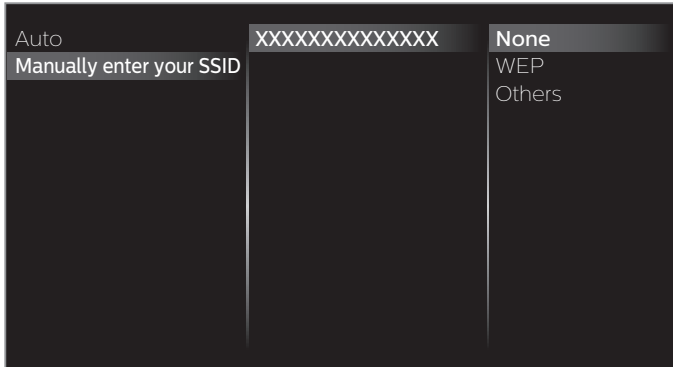 Auto
Manually enter your SSID
XXXXXXXXXXXXXX
None
WEP
Others